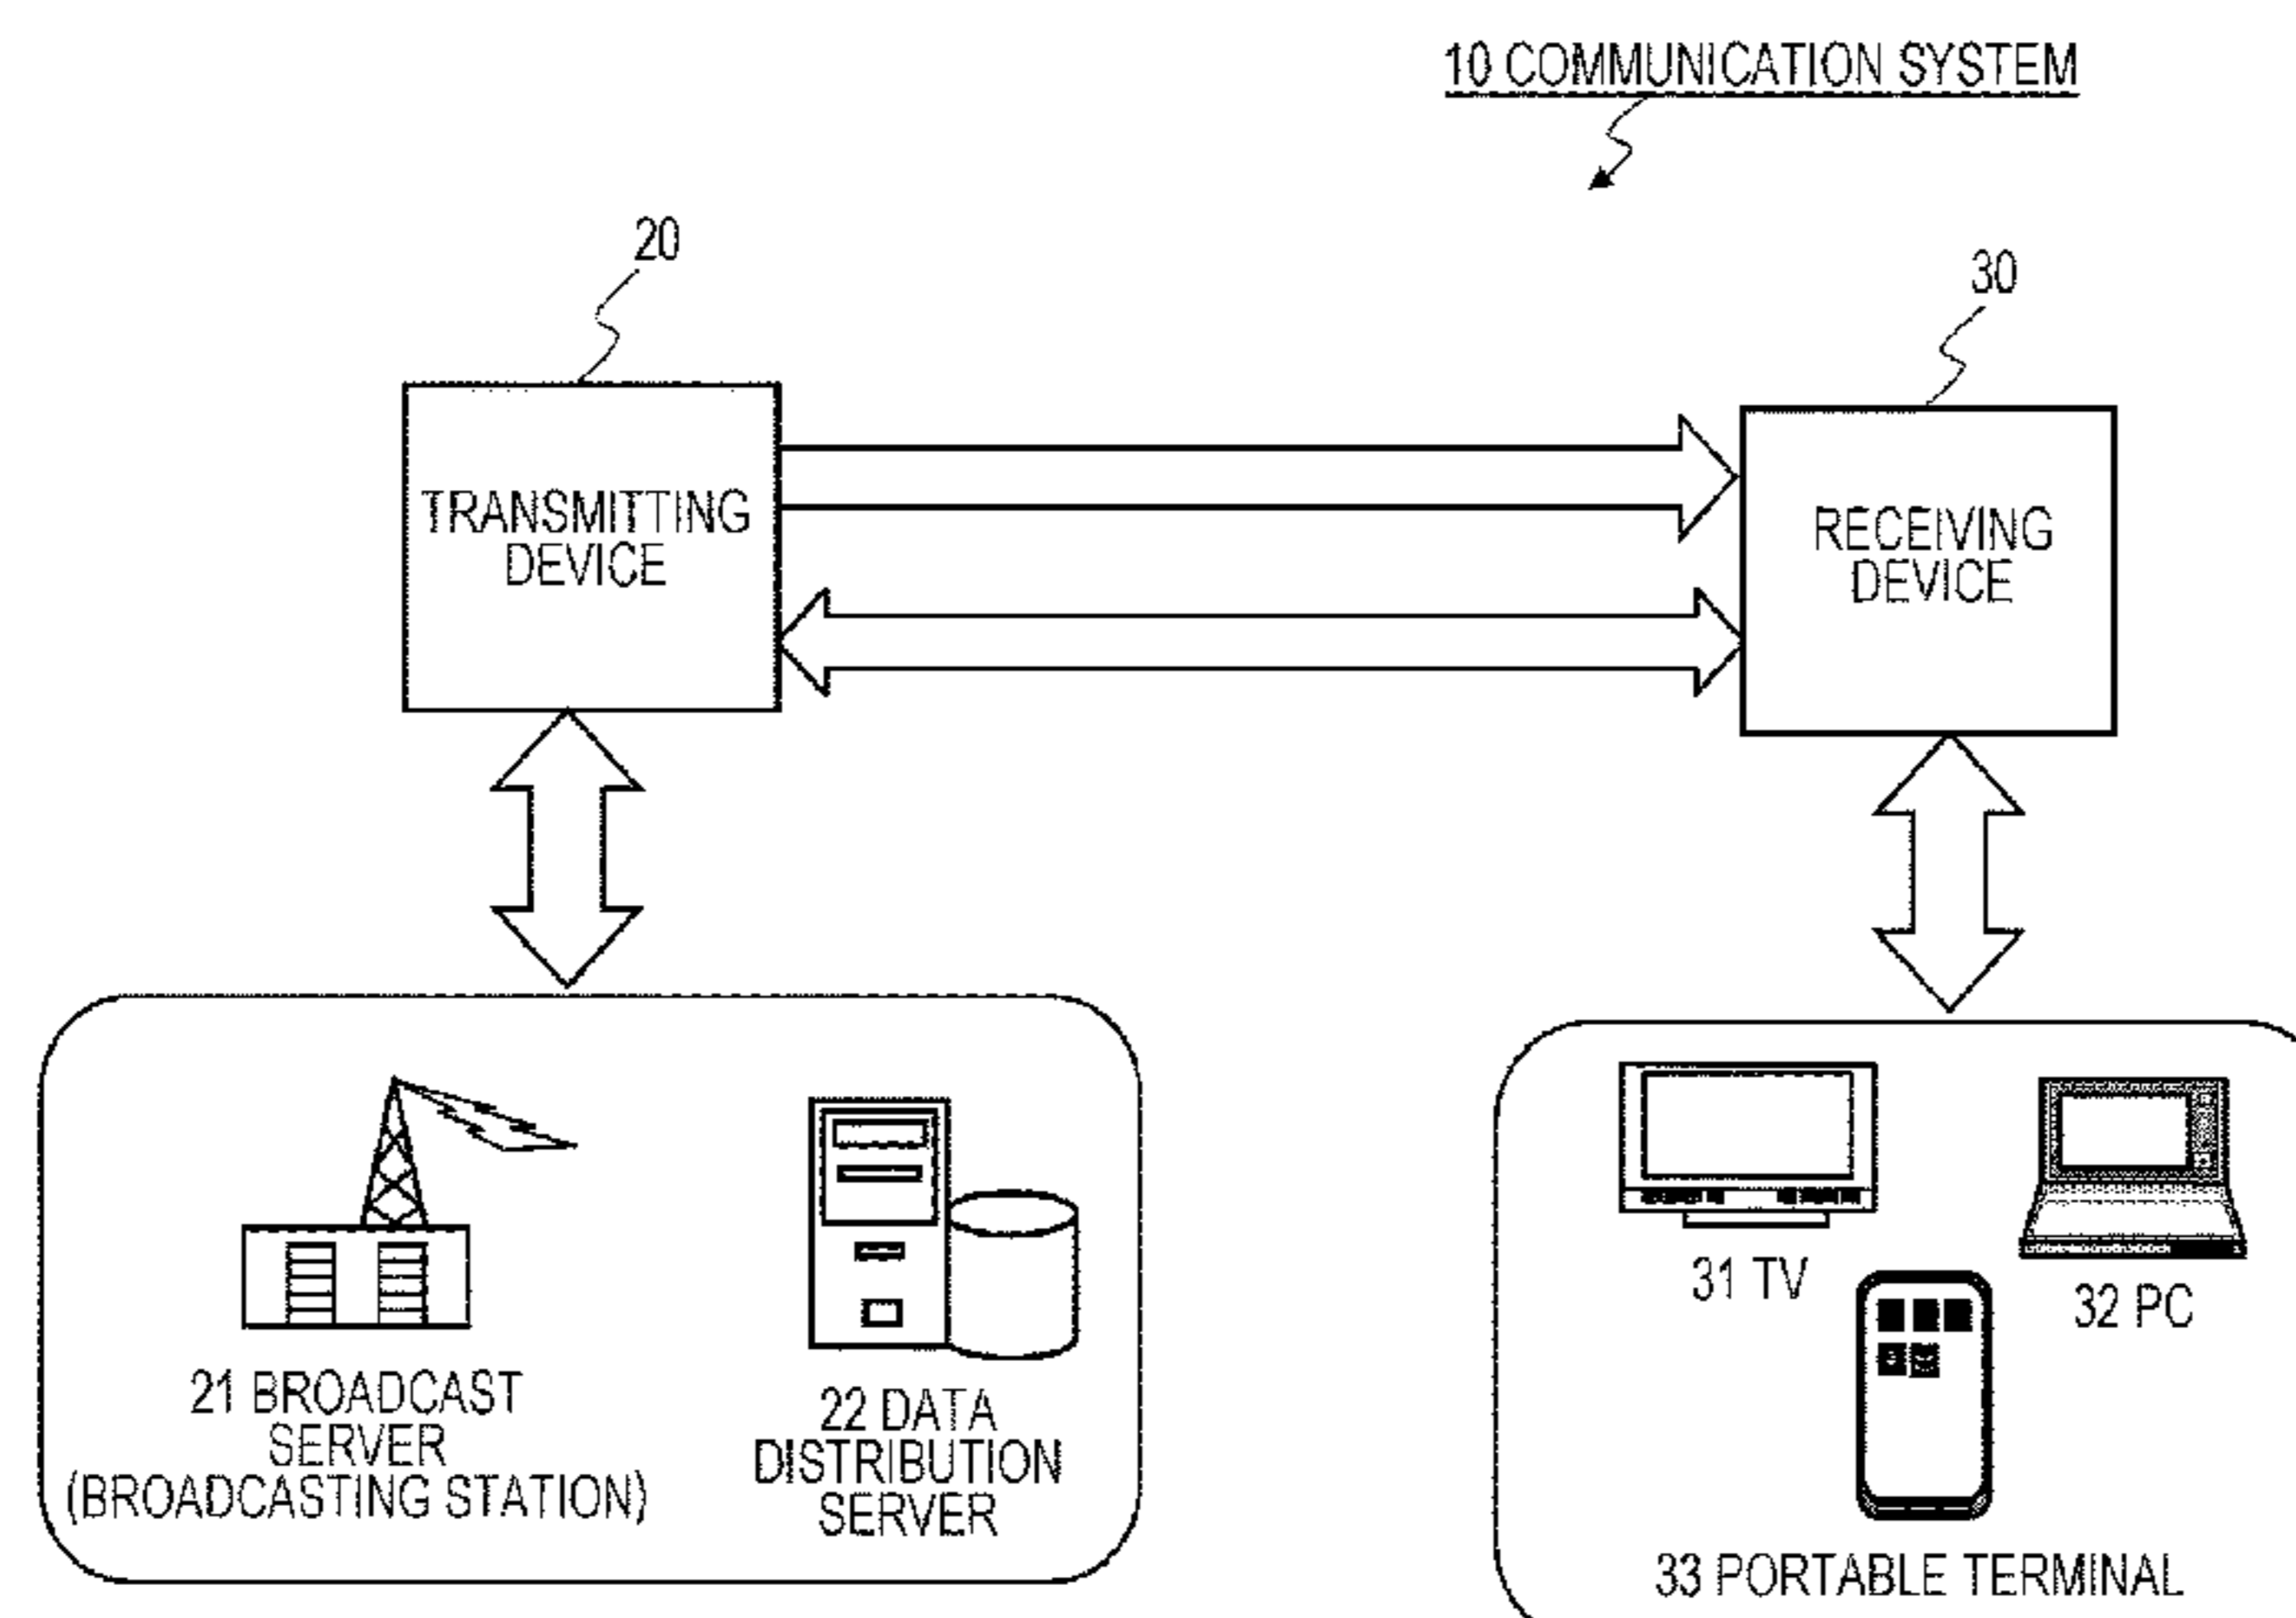 10 COMMUNICATION SYSTEM
20
30
TRANSMITTING
DEVICE
RECEIVING
DEVICE
31 TV
32 PC
21 BROADCAST
SERVER
(BROADCASTING STATION)
22 DATA
DISTRIBUTION
SERVER
33 PORTABLE TERMINAL